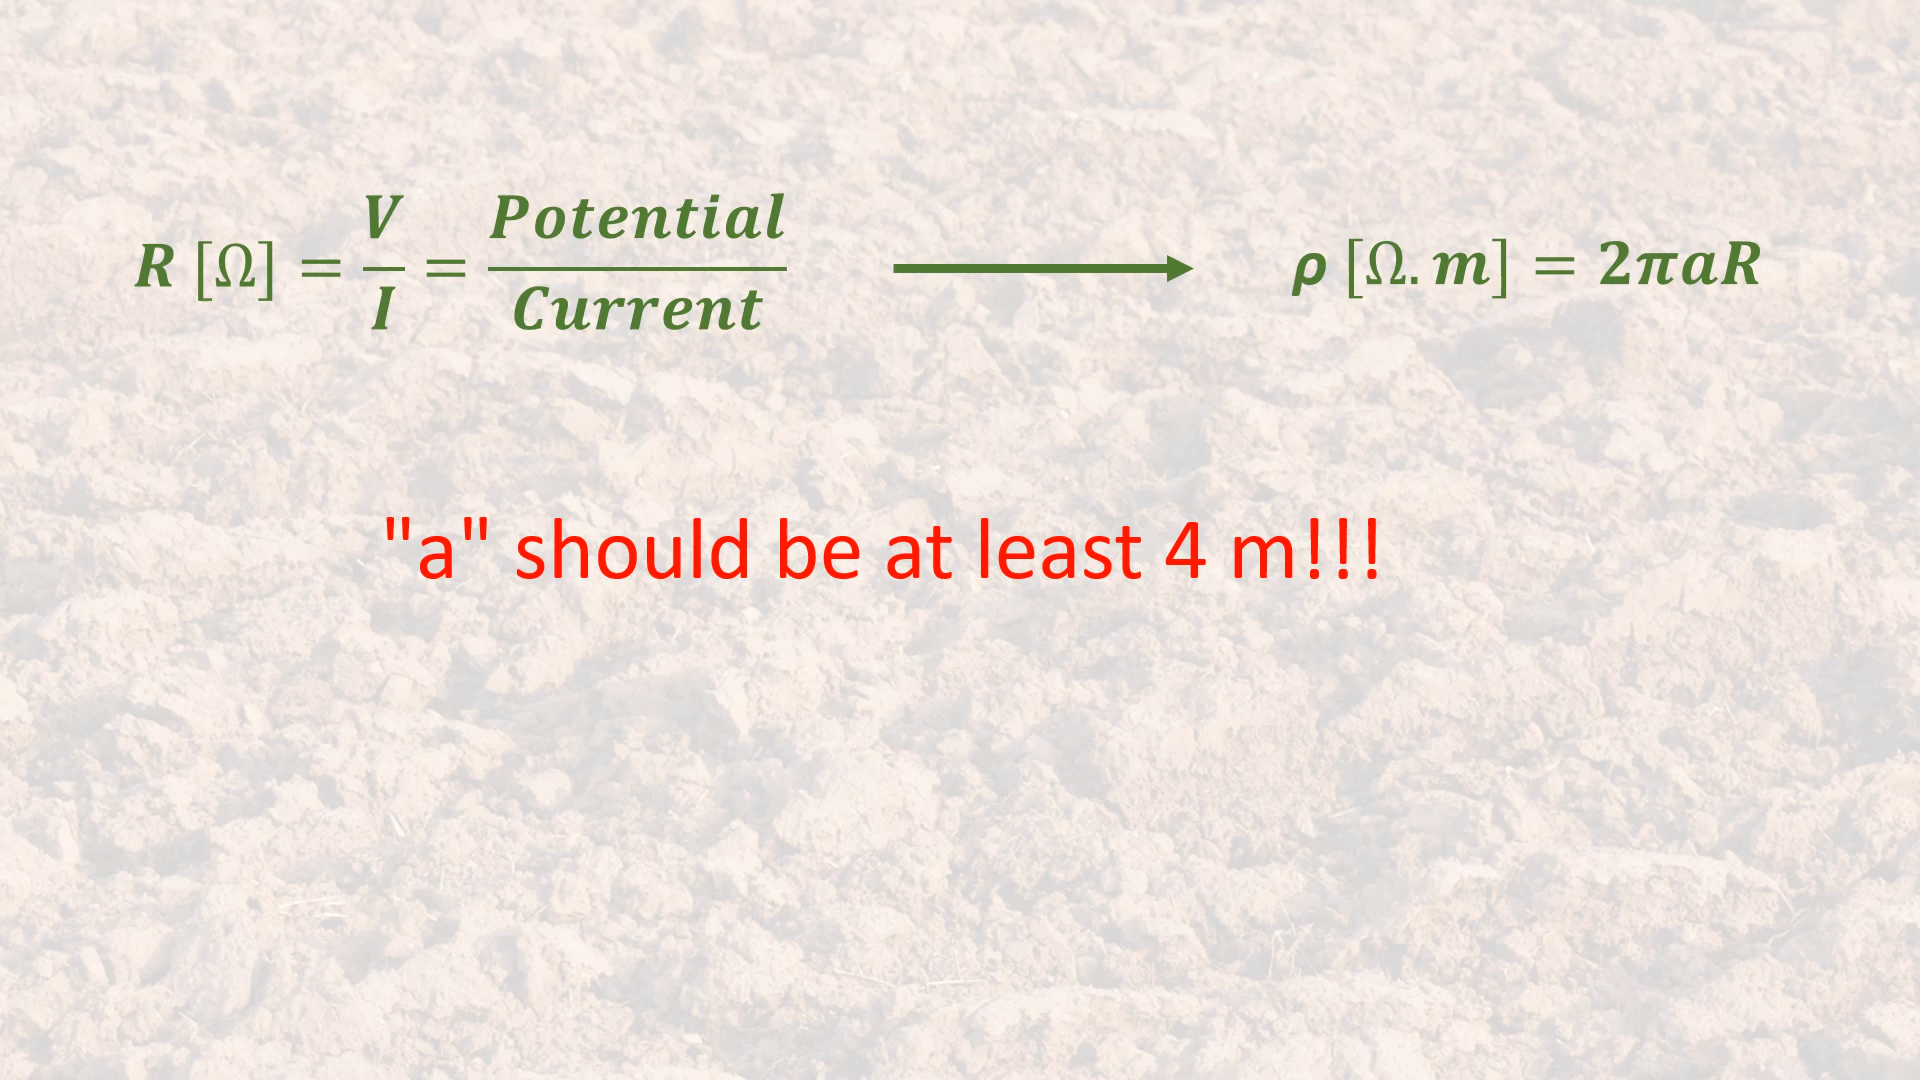 R [Ω] = V/I = Potential/Current → ρ [Ω.m] = 2πaR
"a" should be at least 4 m!!!